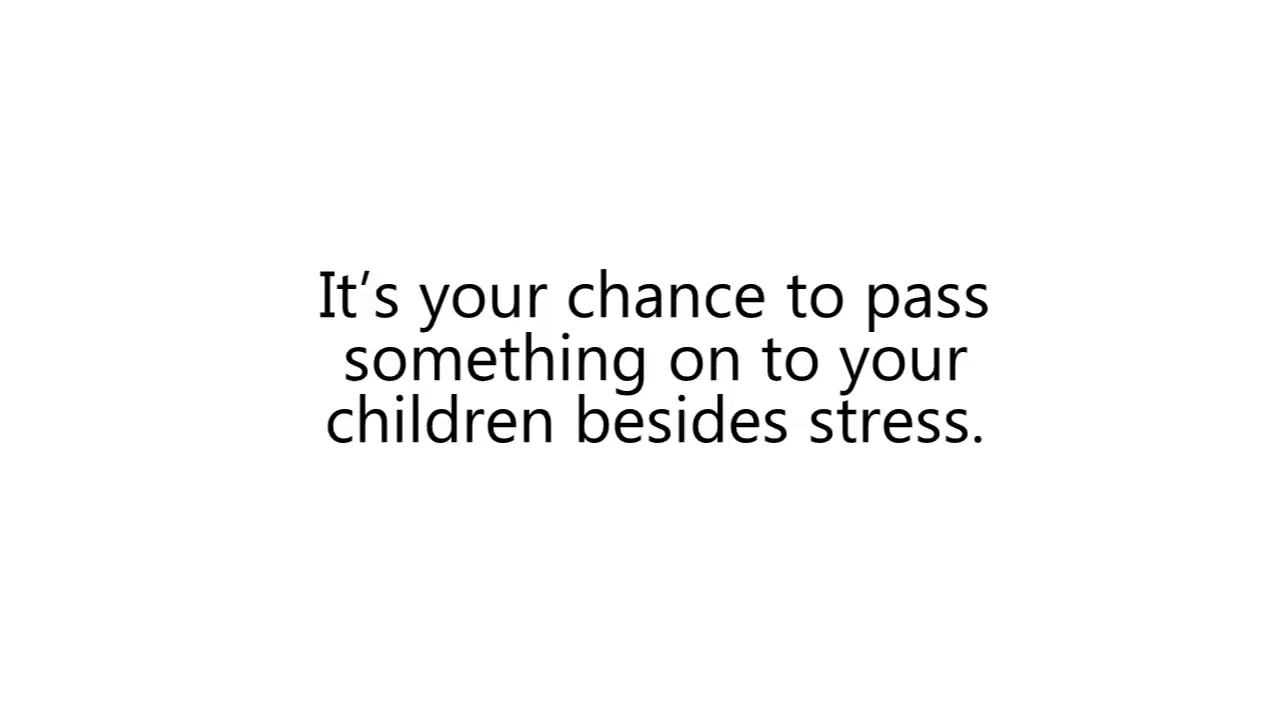 It’s your chance to pass
something on to your
children besides stress.